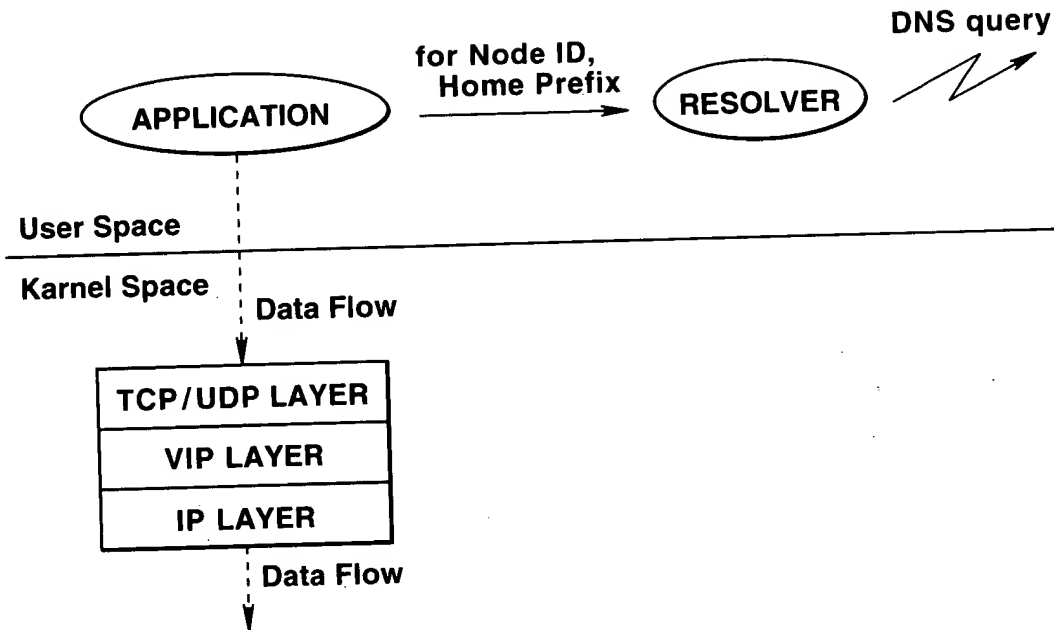 DNS query
for Node ID,
Home Prefix
APPLICATION
RESOLVER
User Space
Karnel Space
Data Flow
TCP/UDP LAYER
VIP LAYER
IP LAYER
Data Flow